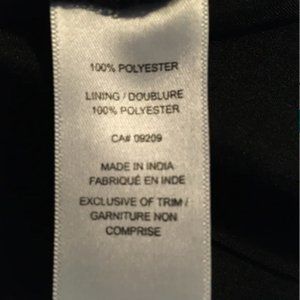 100% POLYESTER
LINING / DOUBLURE
100% POLYESTER
CA# 09209
MADE IN INDIA
FABRIQUÉ EN INDE
EXCLUSIVE OF TRIM /
GARNITURE NON
COMPRISE